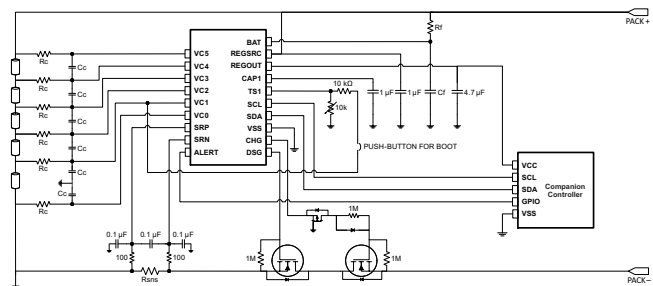 PACK+
Rf
BAT
REGSRC
REGOUT
CAP1
TS1
SCL
SDA
VSS
CHG
DSG
VC5
VC4
VC3
VC2
VC1
VC0
SRP
SRN
ALERT
Rc
Cc
Rc
Cc
Rc
Cc
Rc
Cc
Rc
Cc
Rc
10 kΩ
10k
1 µF
1 µF
Cf
4.7 µF
PUSH-BUTTON FOR BOOT
VCC
SCL
SDA
GPIO
VSS
Companion
Controller
0.1 µF
0.1 µF
0.1 µF
100
100
Rsns
1M
1M
1M
PACK–